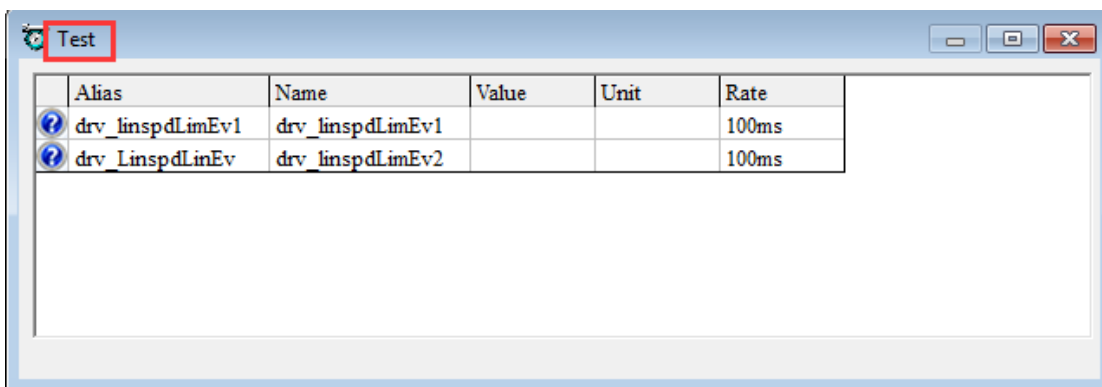 Test
Alias Name Value Unit Rate
drv_linspdLimEv1 drv_linspdLimEv1 100ms
drv_LinspdLinEv drv_linspdLimEv2 100ms